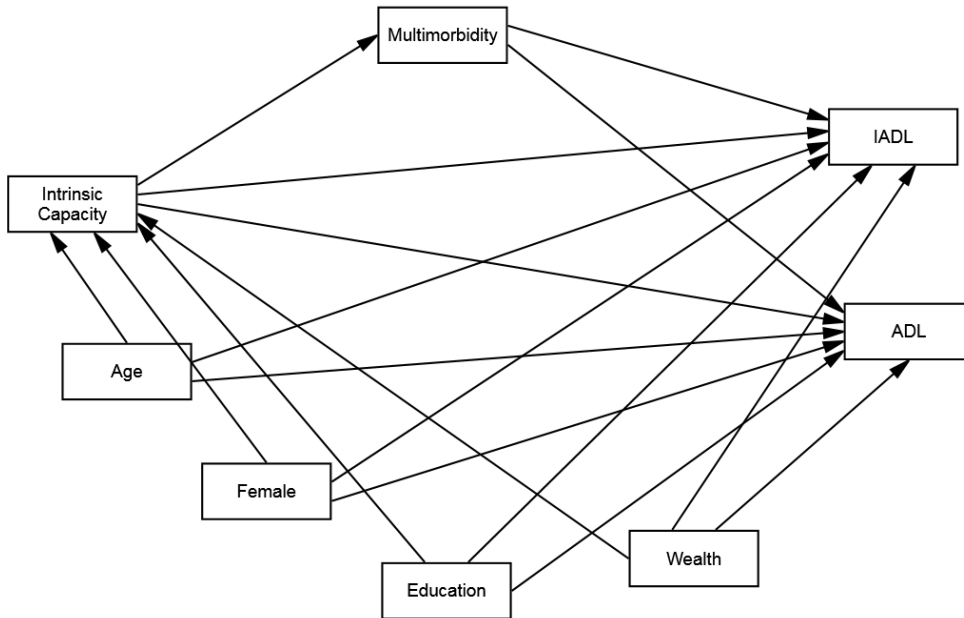 Multimorbidity
IADL
Intrinsic
Capacity
ADL
Age
Female
Wealth
Education